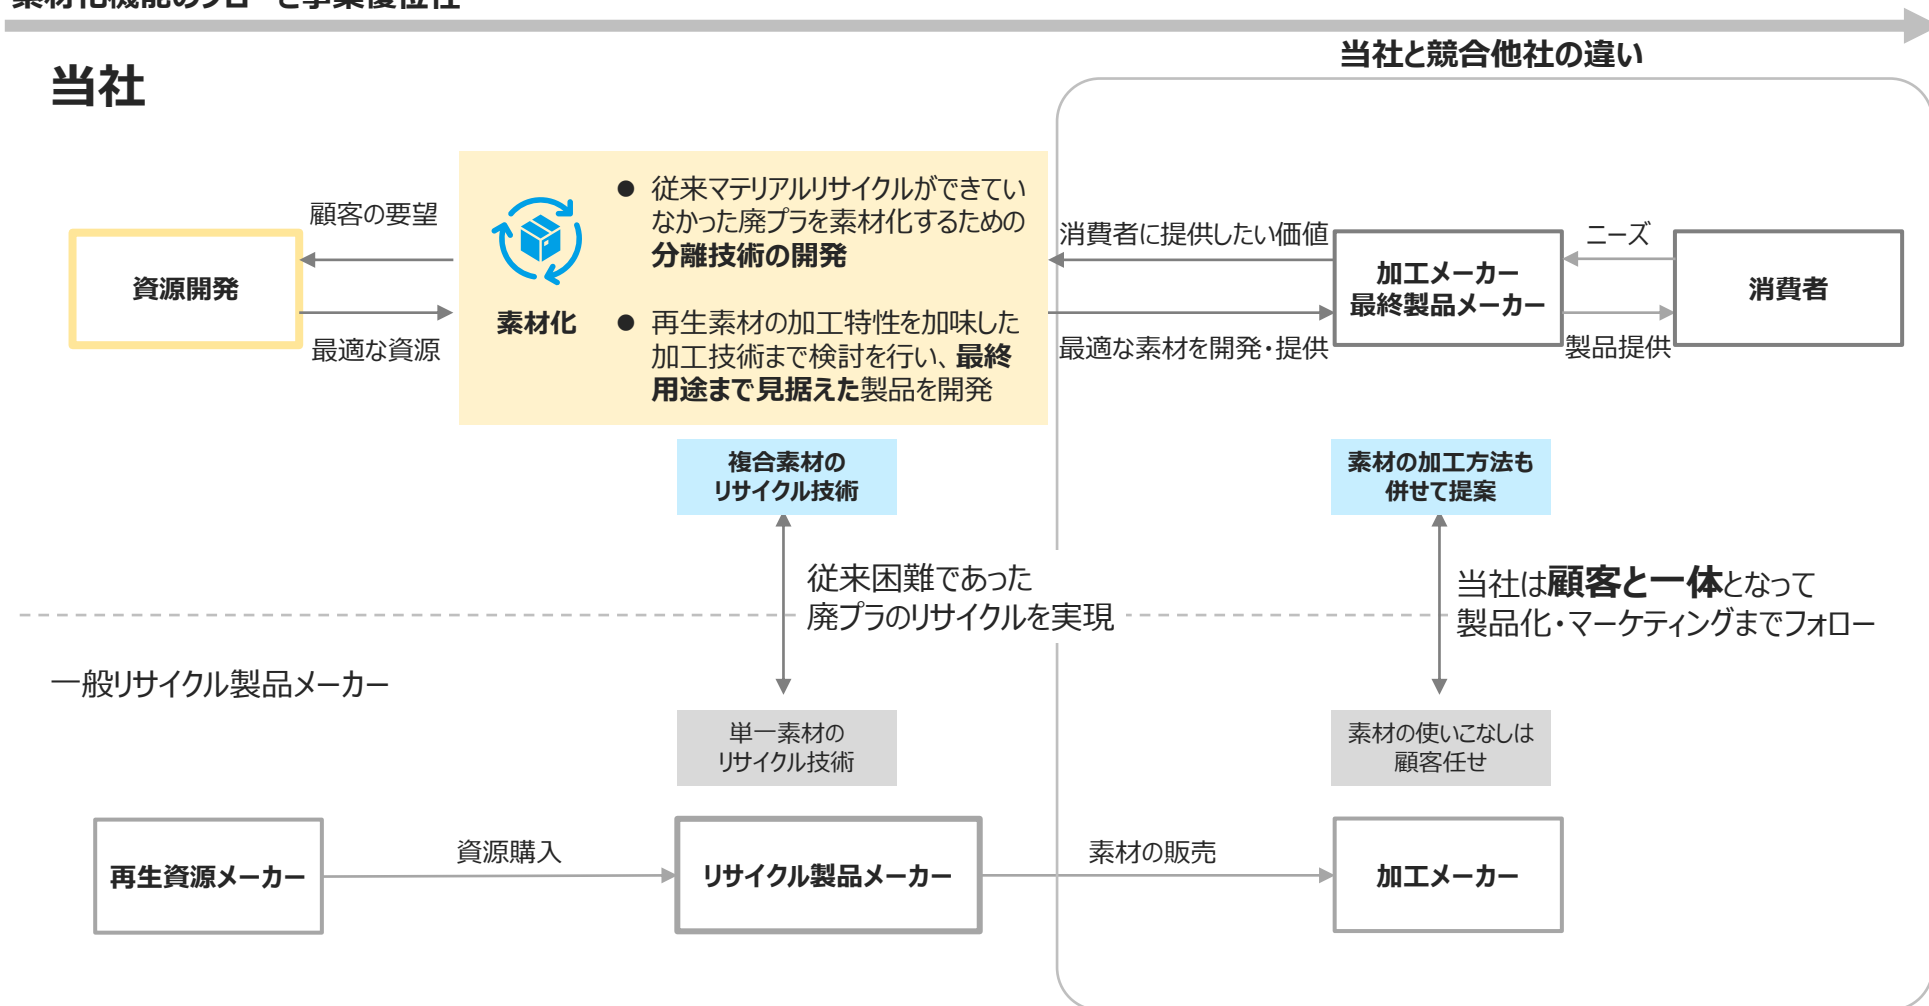 素材化機能のフローと事業優位性
当社と競合他社の違い
当社
顧客の要望
資源開発
最適な資源
素材化
● 従来マテリアルリサイクルができてい
なかった廃プラを素材化するための
分離技術の開発
● 再生素材の加工特性を加味した
加工技術まで検討を行い、最終
用途まで見据えた製品を開発
消費者に提供したい価値
最適な素材を開発・提供
加工メーカー
最終製品メーカー
ニーズ
製品提供
消費者
複合素材の
リサイクル技術
素材の加工方法も
併せて提案
従来困難であった
廃プラのリサイクルを実現
当社は顧客と一体となって
製品化・マーケティングまでフォロー
一般リサイクル製品メーカー
単一素材の
リサイクル技術
素材の使いこなしは
顧客任せ
再生資源メーカー
資源購入
リサイクル製品メーカー
素材の販売
加工メーカー